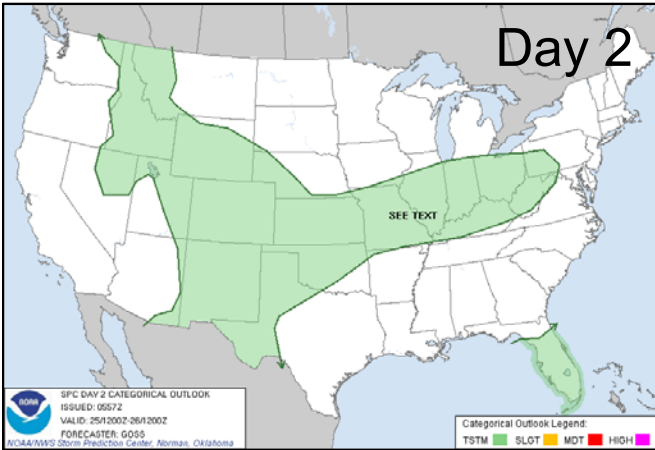 Day 2
SEE TEXT
NOAA
SPC DAY 2 CATEGORICAL OUTLOOK
ISSUED: 0557Z
VALID: 25/1200Z-26/1200Z
FORECASTER: GOSS
NOAA/NWS Storm Prediction Center, Norman, Oklahoma
Categorical Outlook Legend:
TSTM SLGT MDT HIGH